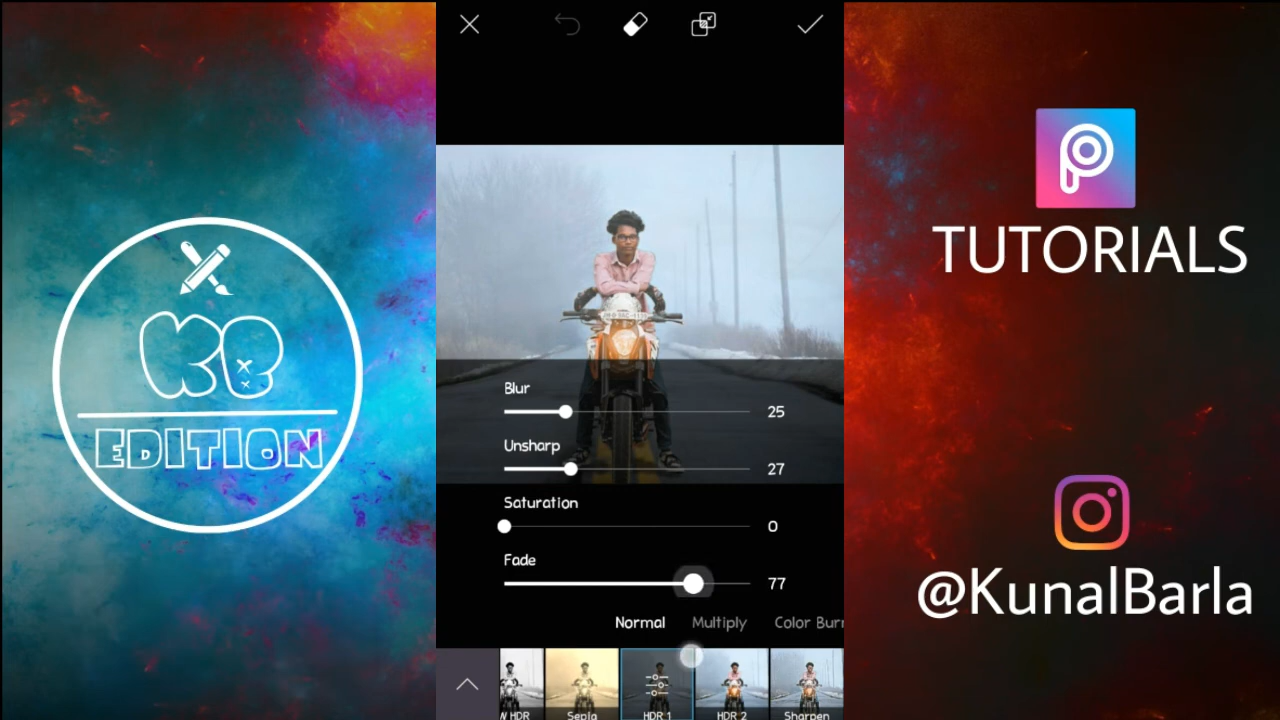 KB
EDITION
Blur
25
Unsharp
27
Saturation
0
Fade
77
Normal
Multiply
Color Burn
W HDR
Sepia
HDR 1
HDR 2
Sharpen
TUTORIALS
@KunalBarla